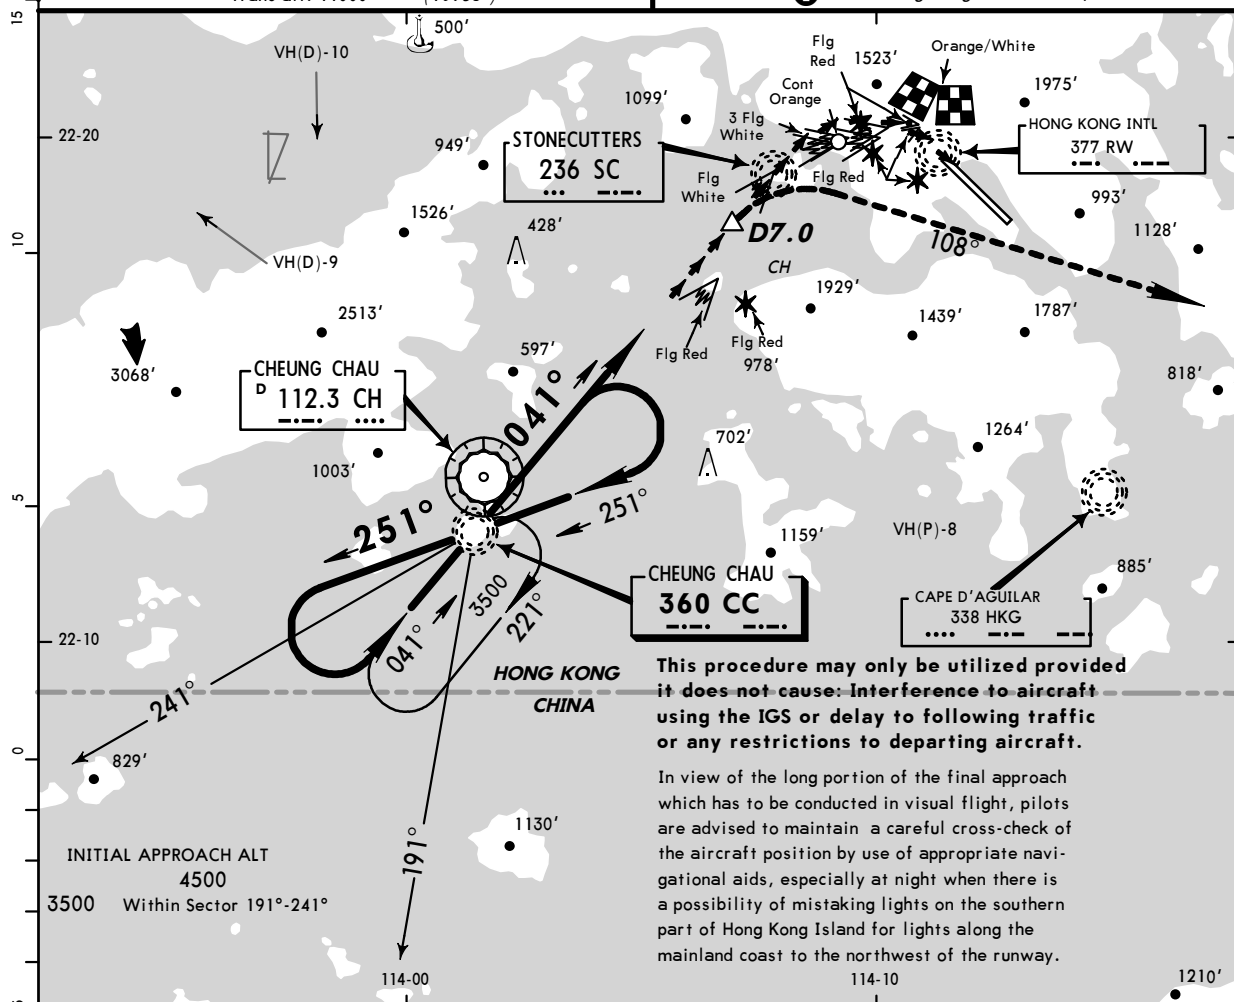 15
500'
VH(D)-10
Flg
Red
1523'
Orange/White
1975'
Cont
Orange
1099'
3 Flg
White
HONG KONG INTL
377 RW
22-20
949'
STONECUTTERS
236 SC
Flg
White
Flg Red
993'
1526'
428'
D7.0
CH
108°
1128'
10
VH(D)-9
2513'
1929'
1439'
1787'
Flg Red
Flg Red
978'
3068'
597'
818'
CHEUNG CHAU
D 112.3 CH
041°
702'
1264'
1003'
5
251°
251°
VH(P)-8
1159'
885'
CHEUNG CHAU
360 CC
CAPE D'AGUILAR
338 HKG
3500
221°
041°
22-10
HONG KONG
CHINA
This procedure may only be utilized provided
it does not cause: Interference to aircraft
using the IGS or delay to following traffic
or any restrictions to departing aircraft.
241°
0
829'
In view of the long portion of the final approach
which has to be conducted in visual flight, pilots
are advised to maintain a careful cross-check of
the aircraft position by use of appropriate navi-
gational aids, especially at night when there is
a possibility of mistaking lights on the southern
part of Hong Kong Island for lights along the
mainland coast to the northwest of the runway.
1130'
191°
INITIAL APPROACH ALT
4500
3500 Within Sector 191°-241°
114-00
114-10
1210'